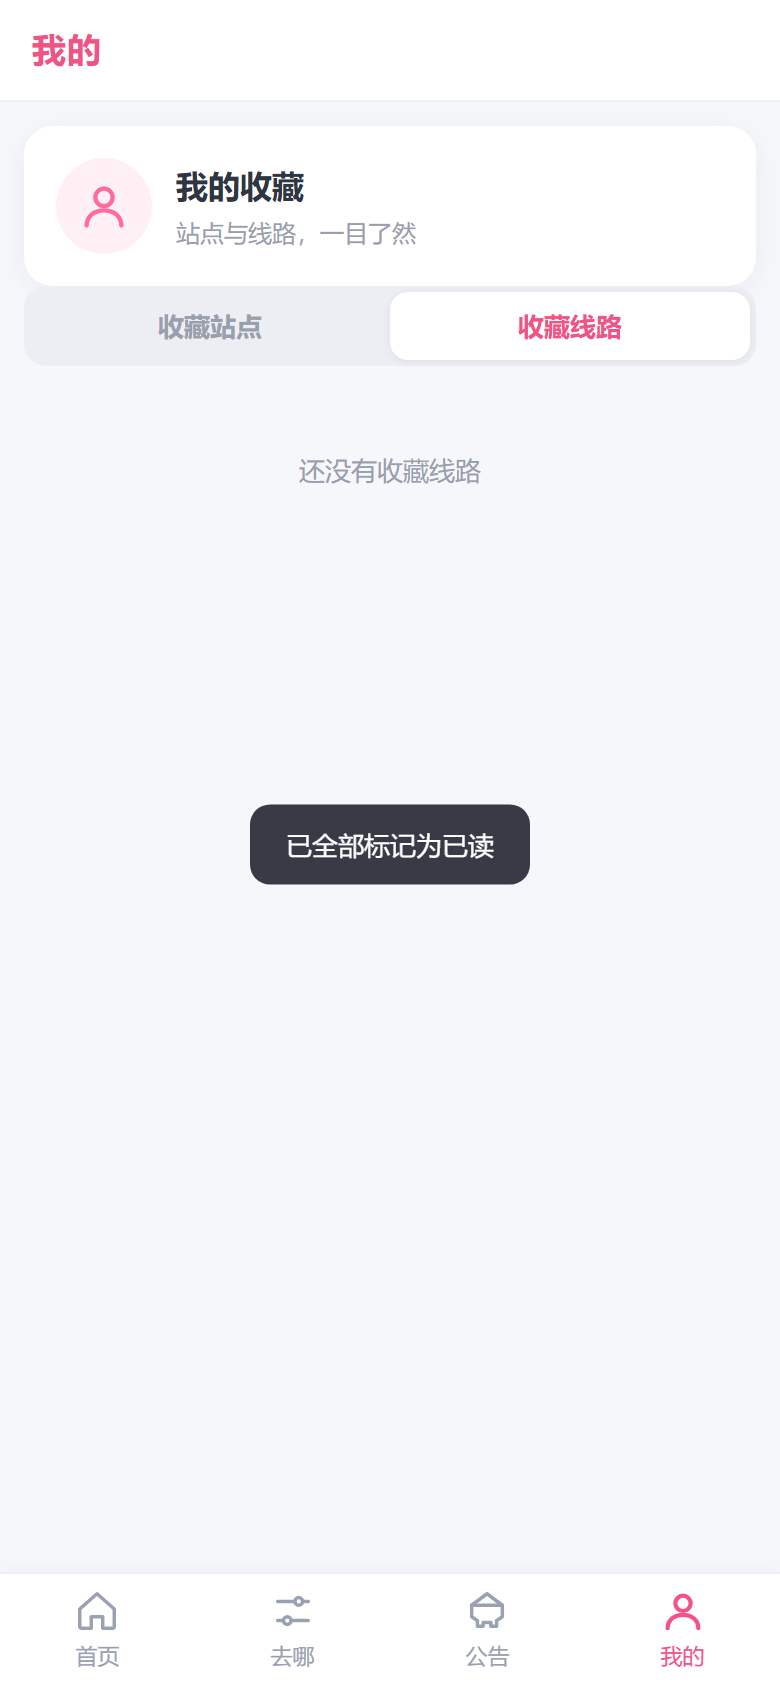 我的
我的收藏
站点与线路，一目了然
收藏站点
收藏线路
还没有收藏线路
已全部标记为已读
首页
去哪
公告
我的